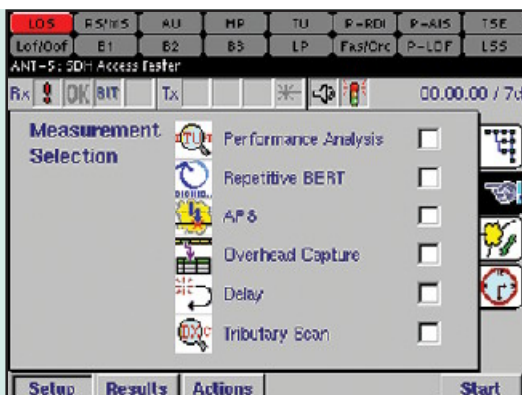 LOS RS/MS AU MP TU P-RDI P-AIS TSE
Lof/Oof B1 B2 B3 LP Fas/Crc P-LOF LSS
ANT-5: SDH Access Tester
Rx OK BIT Tx 00.00.00 / 7d
Measurement
Selection
Performance Analysis
Repetitive BERT
APS
Overhead Capture
Delay
Tributary Scan
Setup Results Actions Start